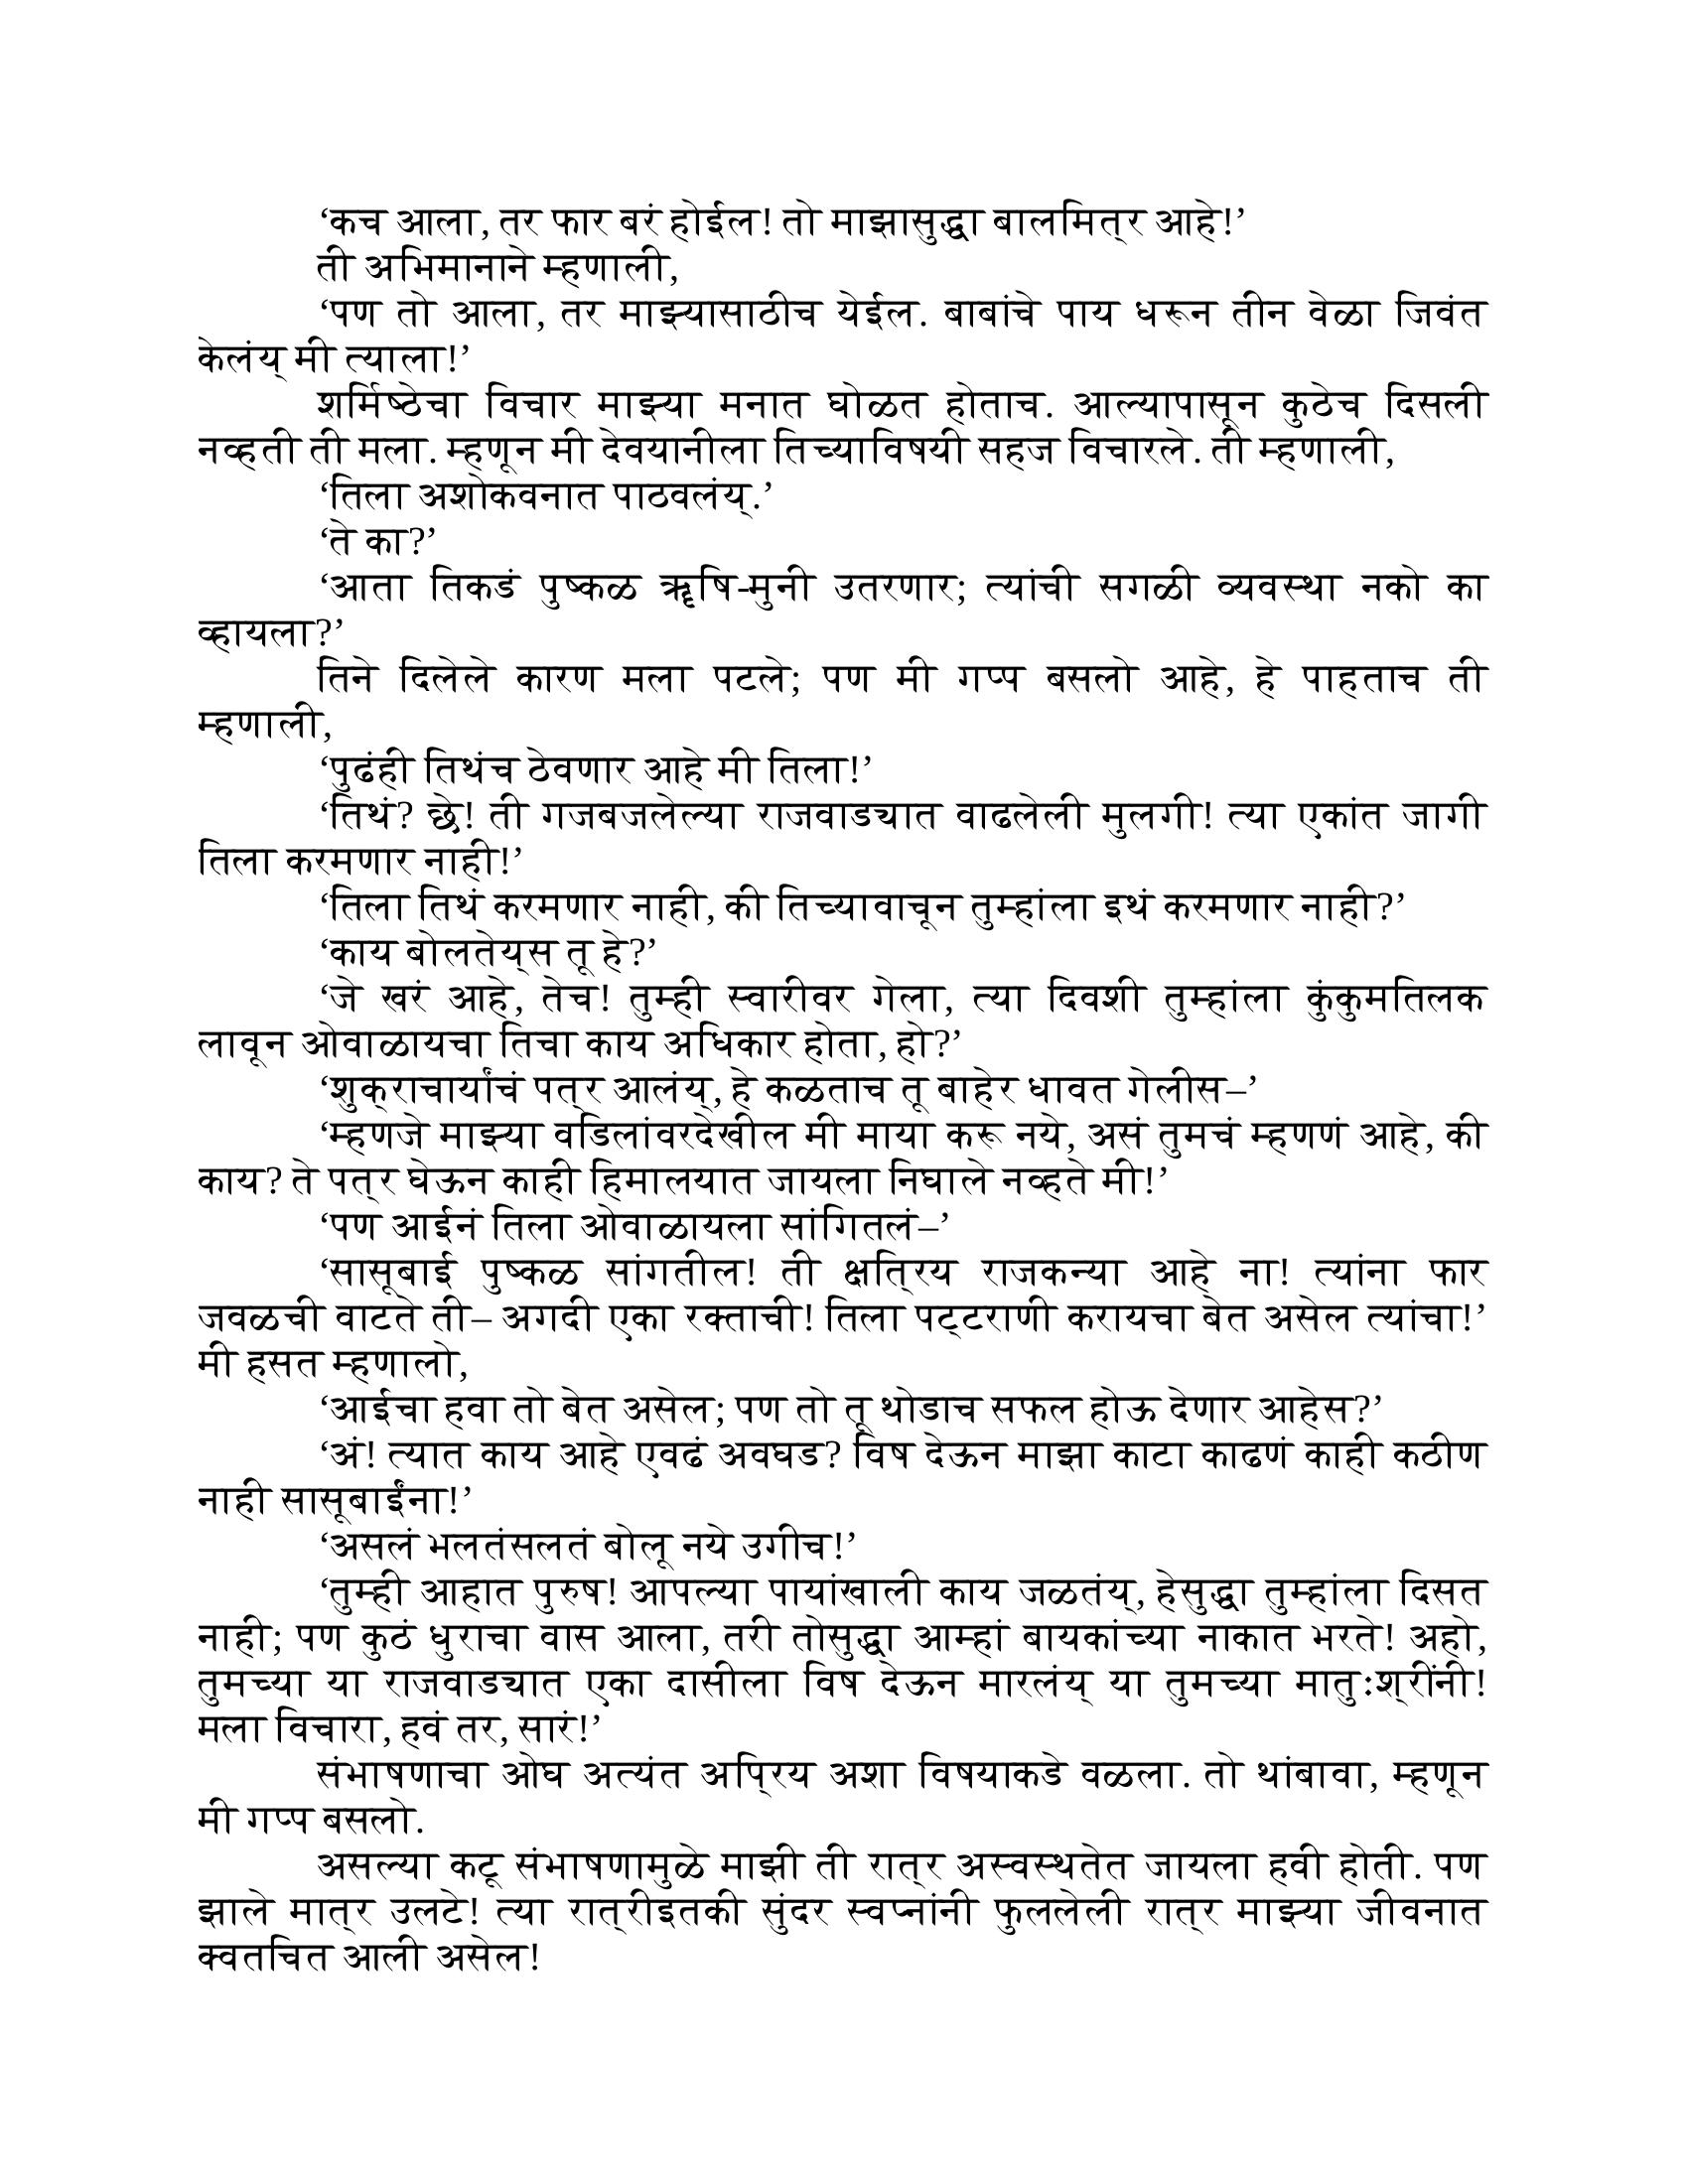 ‘कच आला, तर फार बरं होईल! तो माझासुद्धा बालमित्र आहे!’
ती अभिमानाने म्हणाली,
‘पण तो आला, तर माझ्यासाठीच येईल. बाबांचे पाय धरून तीन वेळा जिवंत
केलंय् मी त्याला!’
शर्मिष्ठेचा विचार माझ्या मनात घोळत होताच. आल्यापासून कुठेच दिसली
नव्हती ती मला. म्हणून मी देवयानीला तिच्याविषयी सहज विचारले. ती म्हणाली,
‘तिला अशोकवनात पाठवलंय्.’
‘ते का?’
‘आता तिकडं पुष्कळ ॠषि-मुनी उतरणार; त्यांची सगळी व्यवस्था नको का
व्हायला?’
तिने दिलेले कारण मला पटले; पण मी गप्प बसलो आहे, हे पाहताच ती
म्हणाली,
‘पुढंही तिथंच ठेवणार आहे मी तिला!’
‘तिथं? छे! ती गजबजलेल्या राजवाड्यात वाढलेली मुलगी! त्या एकांत जागी
तिला करमणार नाही!’
‘तिला तिथं करमणार नाही, की तिच्यावाचून तुम्हांला इथं करमणार नाही?’
‘काय बोलतेय्स तू हे?’
‘जे खरं आहे, तेच! तुम्ही स्वारीवर गेला, त्या दिवशी तुम्हांला कुंकुमतिलक
लावून ओवाळायचा तिचा काय अधिकार होता, हो?’
‘शुक्राचार्यांचं पत्र आलंय्, हे कळताच तू बाहेर धावत गेलीस–’
‘म्हणजे माझ्या वडिलांवरदेखील मी माया करू नये, असं तुमचं म्हणणं आहे, की
काय? ते पत्र घेऊन काही हिमालयात जायला निघाले नव्हते मी!’
‘पण आईनं तिला ओवाळायला सांगितलं–’
‘सासूबाई पुष्कळ सांगतील! ती क्षत्रिय राजकन्या आहे ना! त्यांना फार
जवळची वाटते ती– अगदी एका रक्ताची! तिला पट्टराणी करायचा बेत असेल त्यांचा!’
मी हसत म्हणालो,
‘आईचा हवा तो बेत असेल; पण तो तू थोडाच सफल होऊ देणार आहेस?’
‘अं! त्यात काय आहे एवढं अवघड? विष देऊन माझा काटा काढणं काही कठीण
नाही सासूबाईंना!’
‘असलं भलतंसलतं बोलू नये उगीच!’
‘तुम्ही आहात पुरुष! आपल्या पायांखाली काय जळतंय्, हेसुद्धा तुम्हांला दिसत
नाही; पण कुठं धुराचा वास आला, तरी तोसुद्धा आम्हां बायकांच्या नाकात भरते! अहो,
तुमच्या या राजवाड्यात एका दासीला विष देऊन मारलंय् या तुमच्या मातुःश्रींनी!
मला विचारा, हवं तर, सारं!’
संभाषणाचा ओघ अत्यंत अप्रिय अशा विषयाकडे वळला. तो थांबावा, म्हणून
मी गप्प बसलो.
असल्या कटू संभाषणामुळे माझी ती रात्र अस्वस्थतेत जायला हवी होती. पण
झाले मात्र उलटे! त्या रात्रीइतकी सुंदर स्वप्नांनी फुललेली रात्र माझ्या जीवनात
क्वतचित आली असेल!